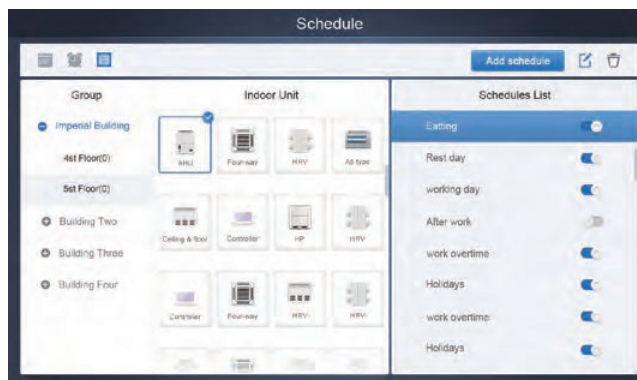 Schedule
Add schedule
Group
Indoor Unit
Schedules List
Imperial Building
4st Floor(0)
5st Floor(0)
Building Two
Building Three
Building Four
AHU
Four-way
HRV
All type
Ceiling & floor
Controller
HP
HRV
Controller
Four-way
HRV
HRV
Eatting
Rest day
working day
After work
work overtime
Holidays
work overtime
Holidays